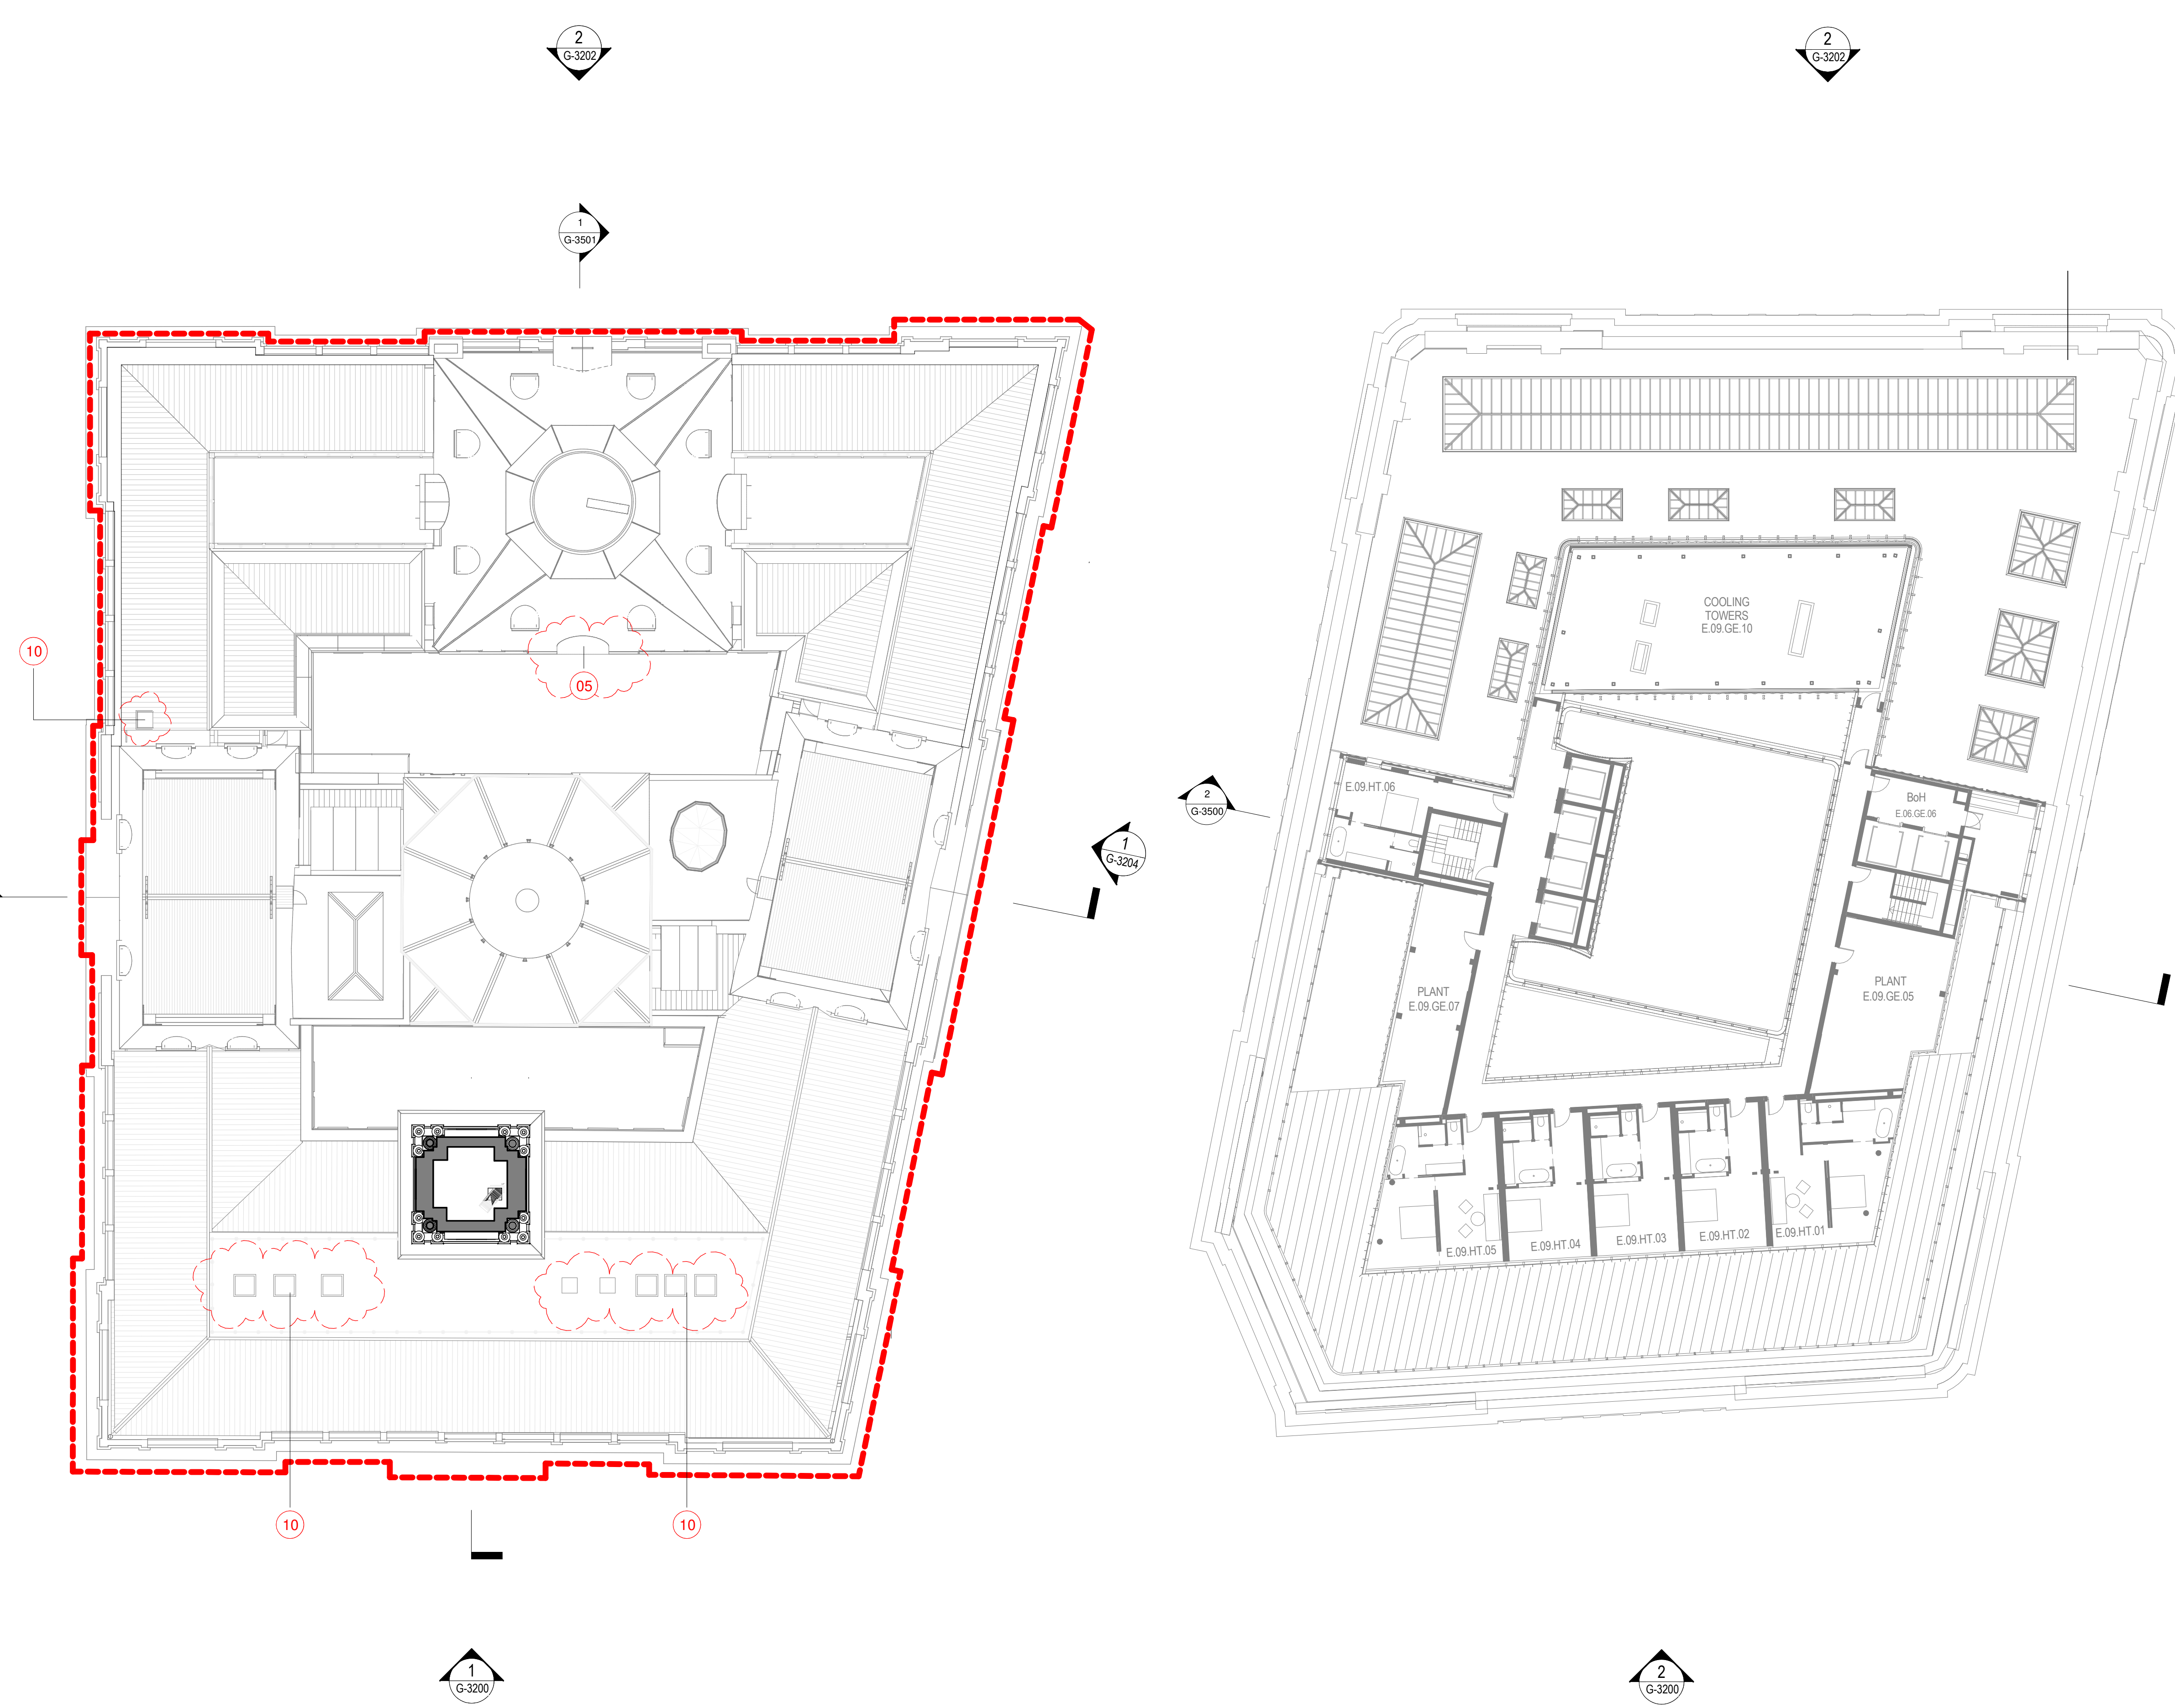 2
G-3202
2
G-3202
1
G-3501
COOLING
TOWERS
E.09.GE.10
10
05
E.09.HT.06
2
G-3500
BoH
E.06.GE.06
1
G-3204
PLANT
E.09.GE.07
PLANT
E.09.GE.05
E.09.HT.05
E.09.HT.04
E.09.HT.03
E.09.HT.02
E.09.HT.01
10
10
1
G-3200
2
G-3200